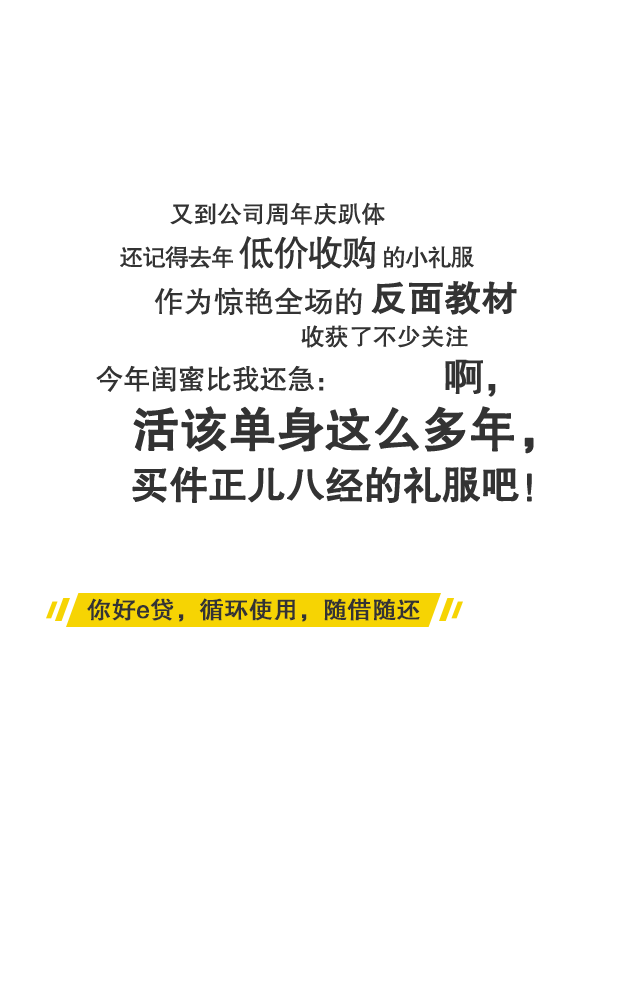 又到公司周年庆趴体
还记得去年低价收购的小礼服
作为惊艳全场的反面教材
收获了不少关注
今年闺蜜比我还急： 啊，
活该单身这么多年，
买件正儿八经的礼服吧！
你好e贷，循环使用，随借随还